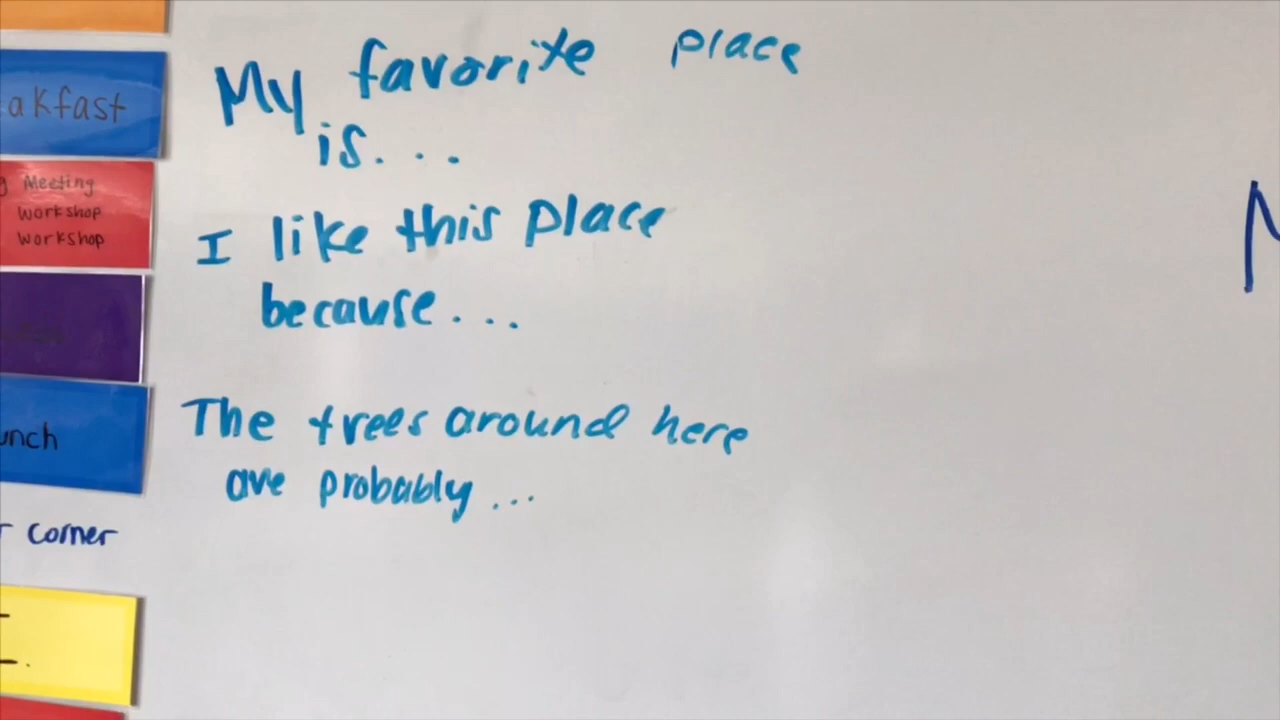 My favorite place
is...
I like this place
because...
The trees around here
are probably...
akfast
g Meeting
Workshop
Workshop
unch
r corner